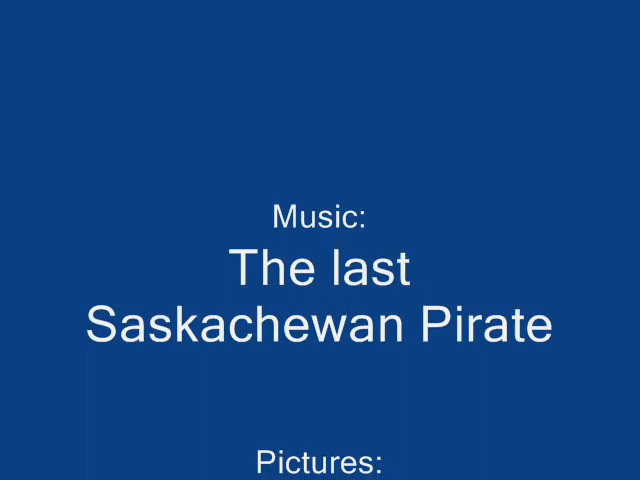 Music:
The last
Saskachewan Pirate
Pictures: